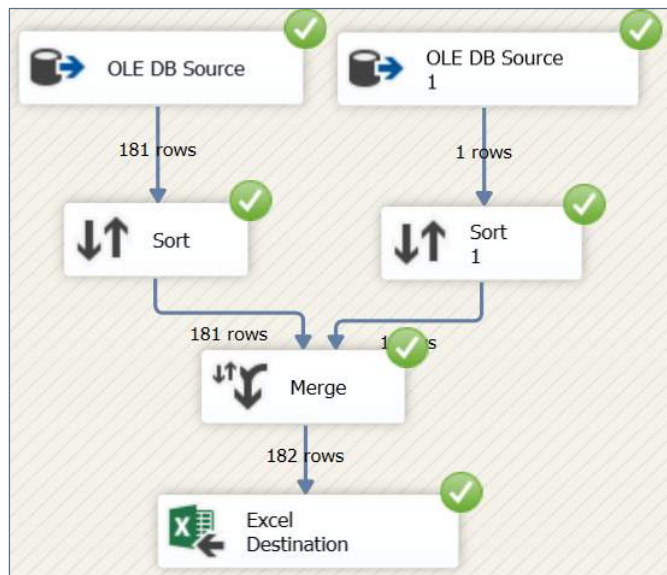 OLE DB Source
OLE DB Source
1
181 rows
1 rows
Sort
Sort
1
181 rows
1
Merge
182 rows
Excel
Destination